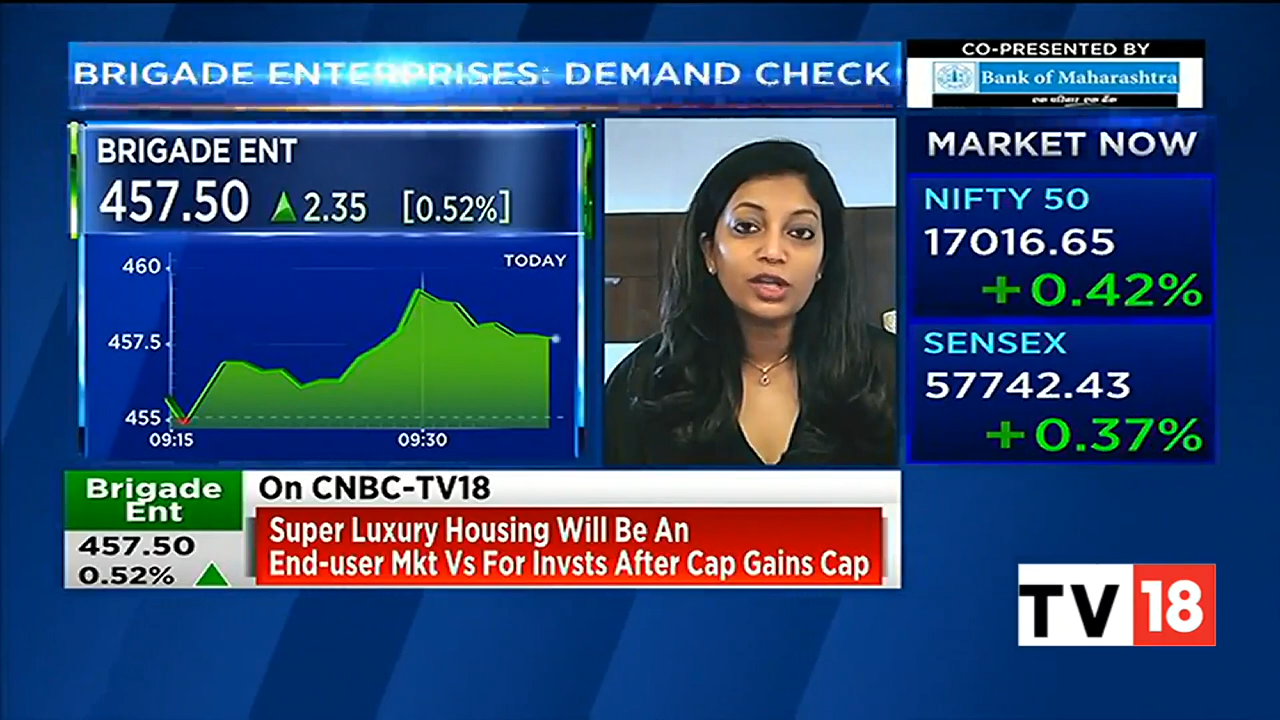 BRIGADE ENTERPRISES: DEMAND CHECK
CO-PRESENTED BY
Bank of Maharashtra
एक परिवार एक बैंक
BRIGADE ENT
457.50 ▲ 2.35 [0.52%]
TODAY
460
457.5
455
09:15 09:30
MARKET NOW
NIFTY 50
17016.65
+0.42%
SENSEX
57742.43
+0.37%
Brigade
Ent
457.50
0.52% ▲
On CNBC-TV18
Super Luxury Housing Will Be An
End-user Mkt Vs For Invsts After Cap Gains Cap
TV18